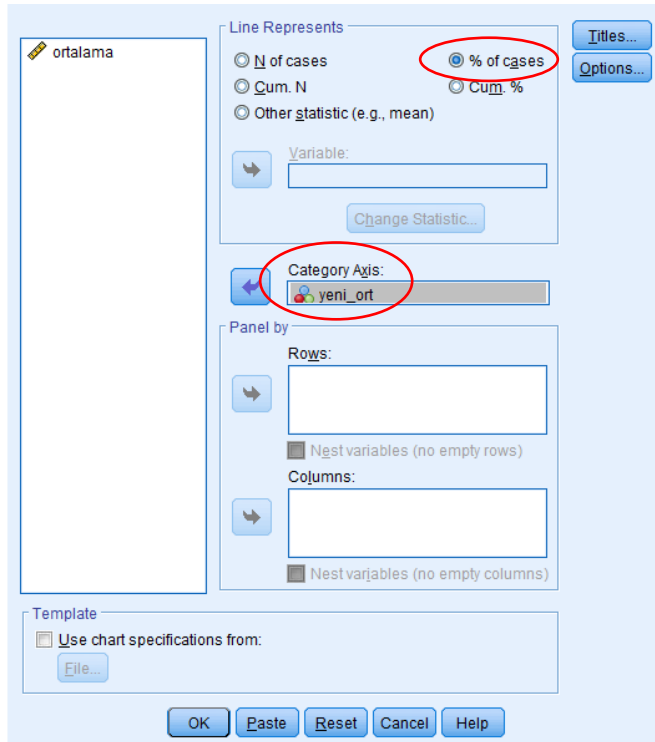 ortalama
Line Represents
N of cases
% of cases
Cum. N
Cum. %
Other statistic (e.g., mean)
Variable:
Change Statistic...
Category Axis:
yeni_ort
Panel by
Rows:
Nest variables (no empty rows)
Columns:
Nest variables (no empty columns)
Titles...
Options...
Template
Use chart specifications from:
File...
OK Paste Reset Cancel Help